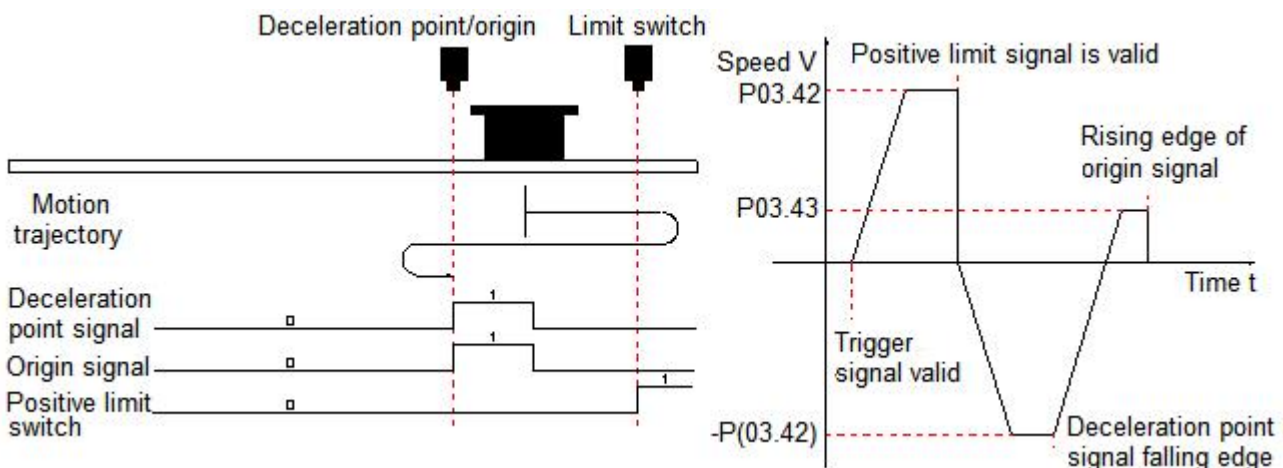 Deceleration point/origin
Limit switch
Motion
trajectory
Deceleration
point signal
0
1
Origin signal
0
1
Positive limit
switch
0
1
Speed V
Positive limit signal is valid
P03.42
Rising edge of
origin signal
P03.43
Time t
Trigger
signal valid
-P(03.42)
Deceleration point
signal falling edge